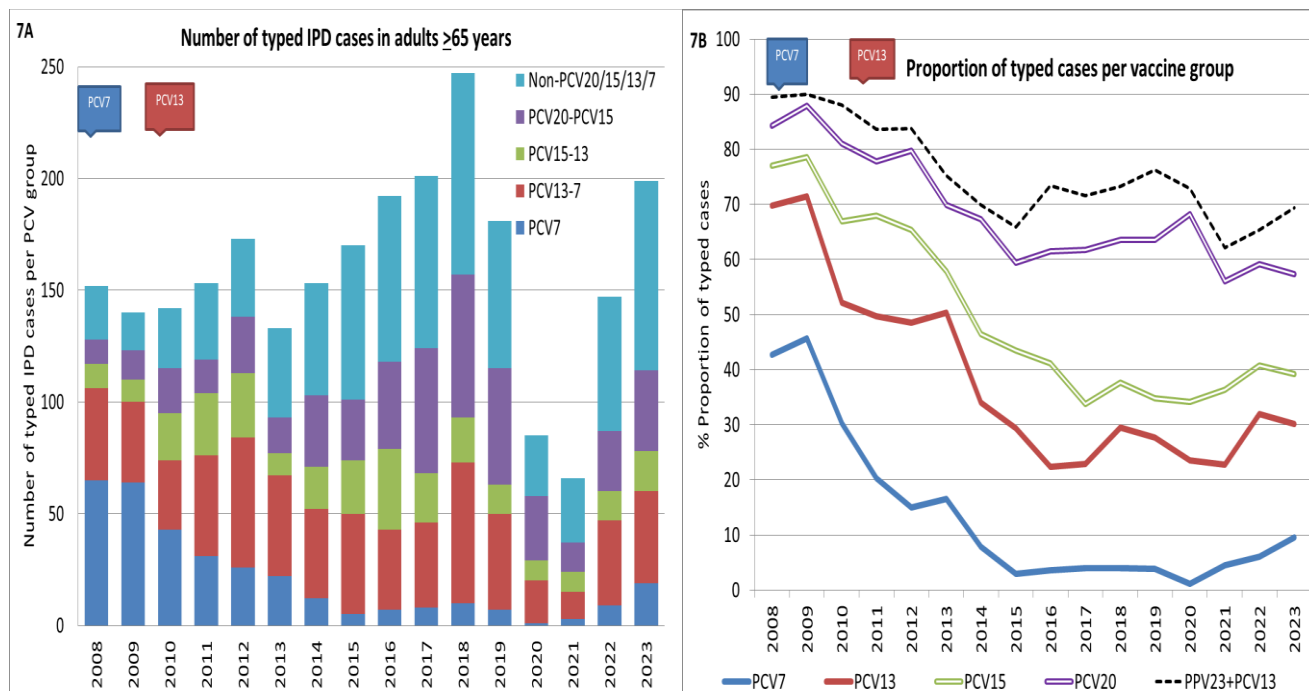 7A
Number of typed IPD cases in adults ≥65 years
250
200
150
100
50
0
Number of typed IPD cases per PCV group
PCV7
PCV13
Non-PCV20/15/13/7
PCV20-PCV15
PCV15-13
PCV13-7
PCV7
2008
2009
2010
2011
2012
2013
2014
2015
2016
2017
2018
2019
2020
2021
2022
2023
7B
Proportion of typed cases per vaccine group
PCV7
PCV13
100
90
80
70
60
50
40
30
20
10
0
% Proportion of typed cases
2008
2009
2010
2011
2012
2013
2014
2015
2016
2017
2018
2019
2020
2021
2022
2023
PCV7
PCV13
PCV15
PCV20
PPV23+PCV13